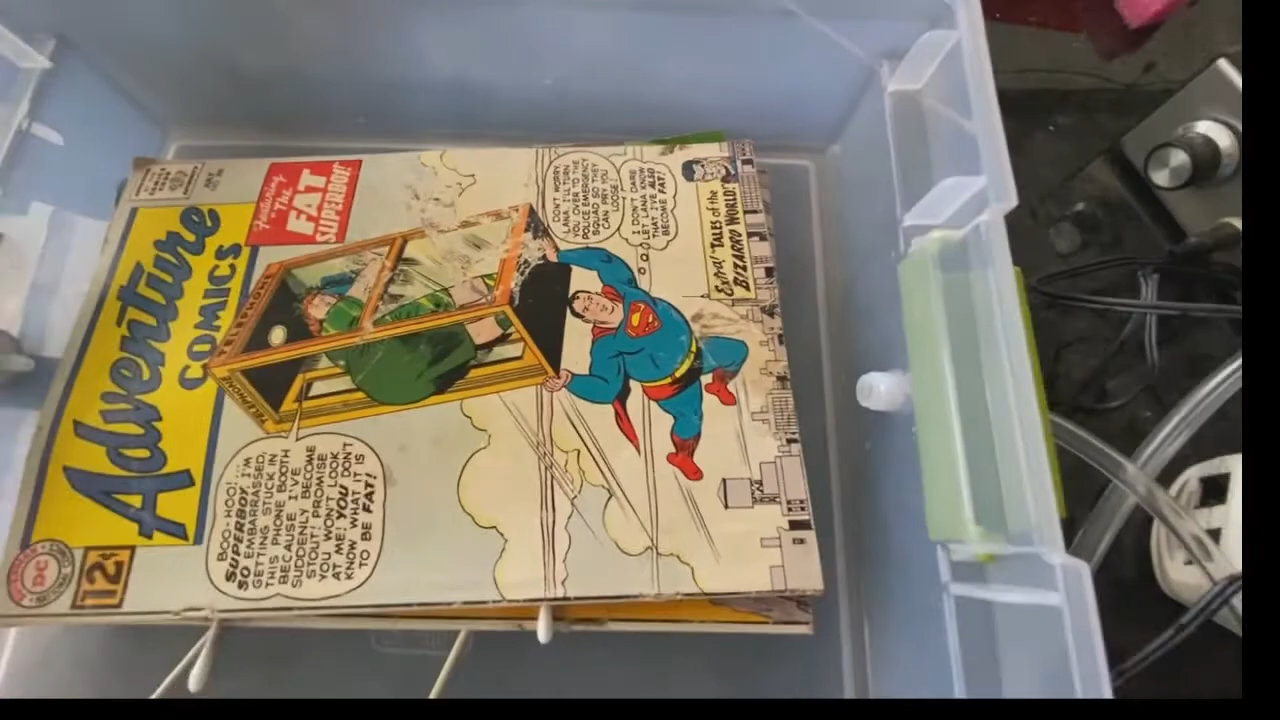 Adventure
COMICS
Featuring
"The
FAT
SUPERBOY!"
DON'T WORRY,
LANA. I'LL TURN
YOU OVER TO THE
POLICE EMERGENCY
SQUAD SO THEY
CAN PRY YOU
LOOSE!
I DON'T DARE
LET LANA KNOW
THAT I'VE ALSO
BECOME FAT!
Extra! "TALES of the
BIZARRO WORLD!"
TELEPHONE
TELEPHONE
BOO-HOO!...
SUPERBOY, I'M
SO EMBARRASSED,
GETTING STUCK IN
THIS PHONE BOOTH
BECAUSE I'VE
SUDDENLY BECOME
STOUT! PROMISE
YOU WON'T LOOK
AT ME! YOU DON'T
KNOW WHAT IT IS
TO BE FAT!
DC
12¢